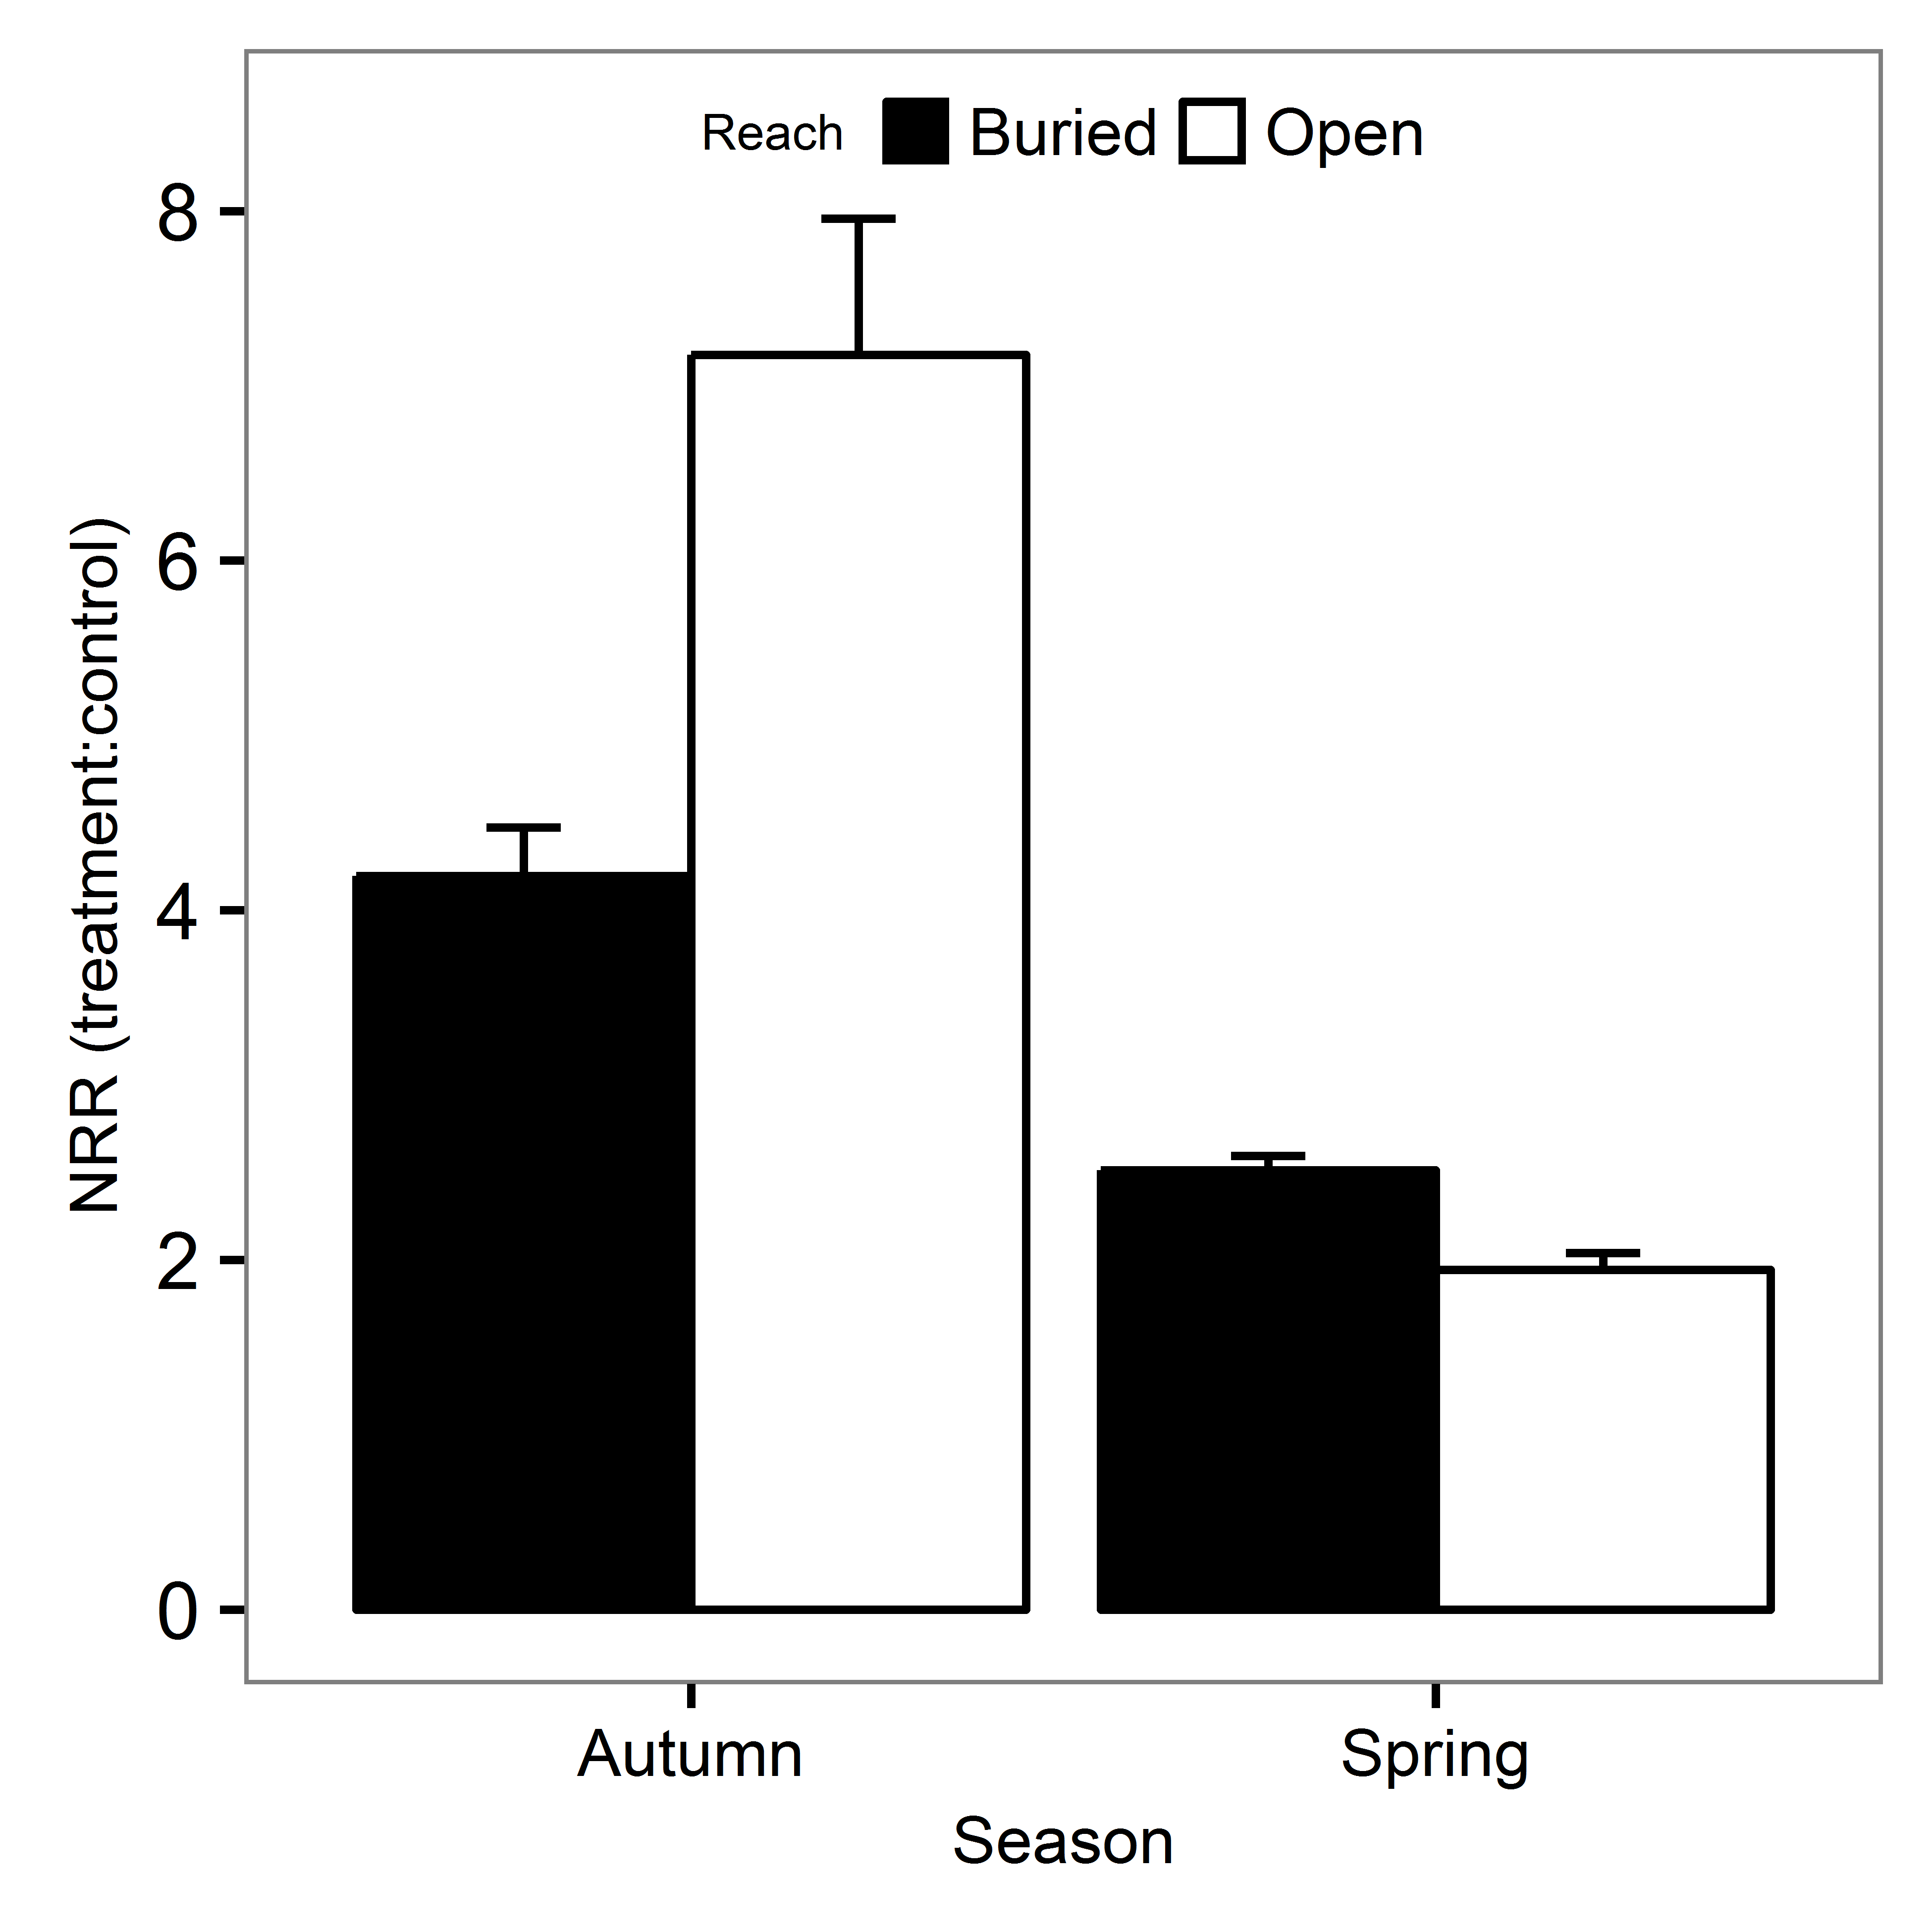 Reach Buried Open
8
6
4
2
0
NRR (treatment:control)
Autumn Spring
Season